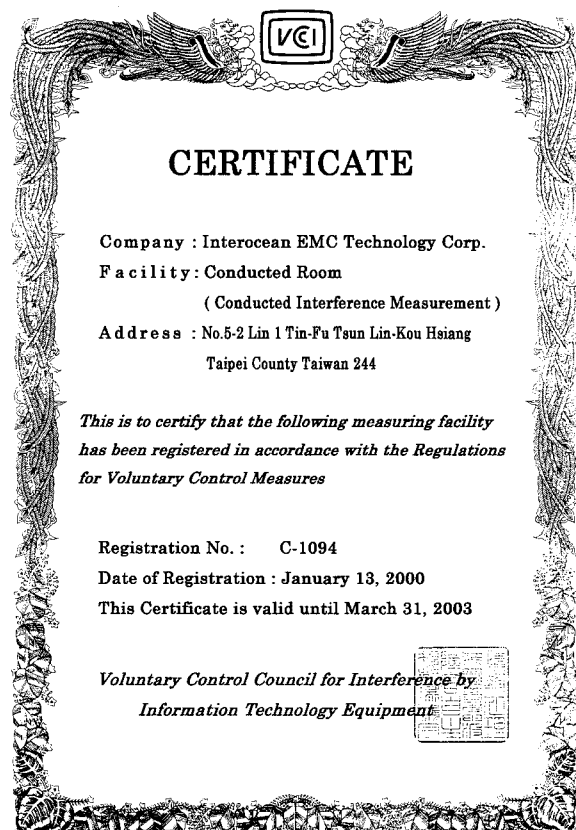 VCCI
CERTIFICATE
Company : Interocean EMC Technology Corp.
Facility : Conducted Room
( Conducted Interference Measurement )
Address : No.5-2 Lin 1 Tin-Fu Tsun Lin-Kou Hsiang
Taipei County Taiwan 244
This is to certify that the following measuring facility
has been registered in accordance with the Regulations
for Voluntary Control Measures
Registration No. : C-1094
Date of Registration : January 13, 2000
This Certificate is valid until March 31, 2003
Voluntary Control Council for Interference by
Information Technology Equipment